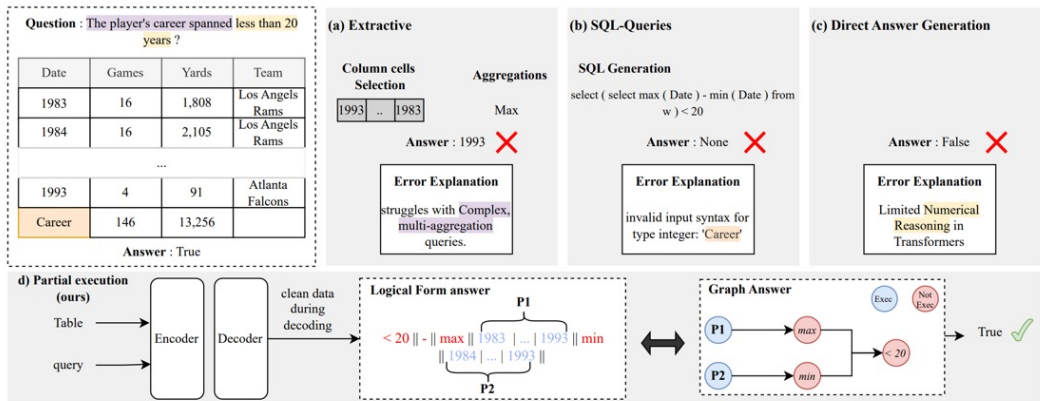 Question : The player's career spanned less than 20
years ?
Date Games Yards Team
1983 16 1,808 Los Angels
Rams
1984 16 2,105 Los Angels
Rams
...
1993 4 91 Atlanta
Falcons
Career 146 13,256
Answer : True
(a) Extractive
Column cells
Selection
Aggregations
1993 .. 1983
Max
Answer : 1993
Error Explanation
struggles with Complex,
multi-aggregation
queries.
(b) SQL-Queries
SQL Generation
select ( select max ( Date ) - min ( Date ) from
w ) < 20
Answer : None
Error Explanation
invalid input syntax for
type integer: 'Career'
(c) Direct Answer Generation
Answer : False
Error Explanation
Limited Numerical
Reasoning in
Transformers
d) Partial execution
(ours)
Table
query
Encoder
Decoder
clean data
during
decoding
Logical Form answer
P1
< 20 || - || max || 1983 | ... | 1993 || min
||1984 | ... | 1993 ||
P2
Graph Answer
Exec
Not
Exec
P1
max
P2
min
< 20
True